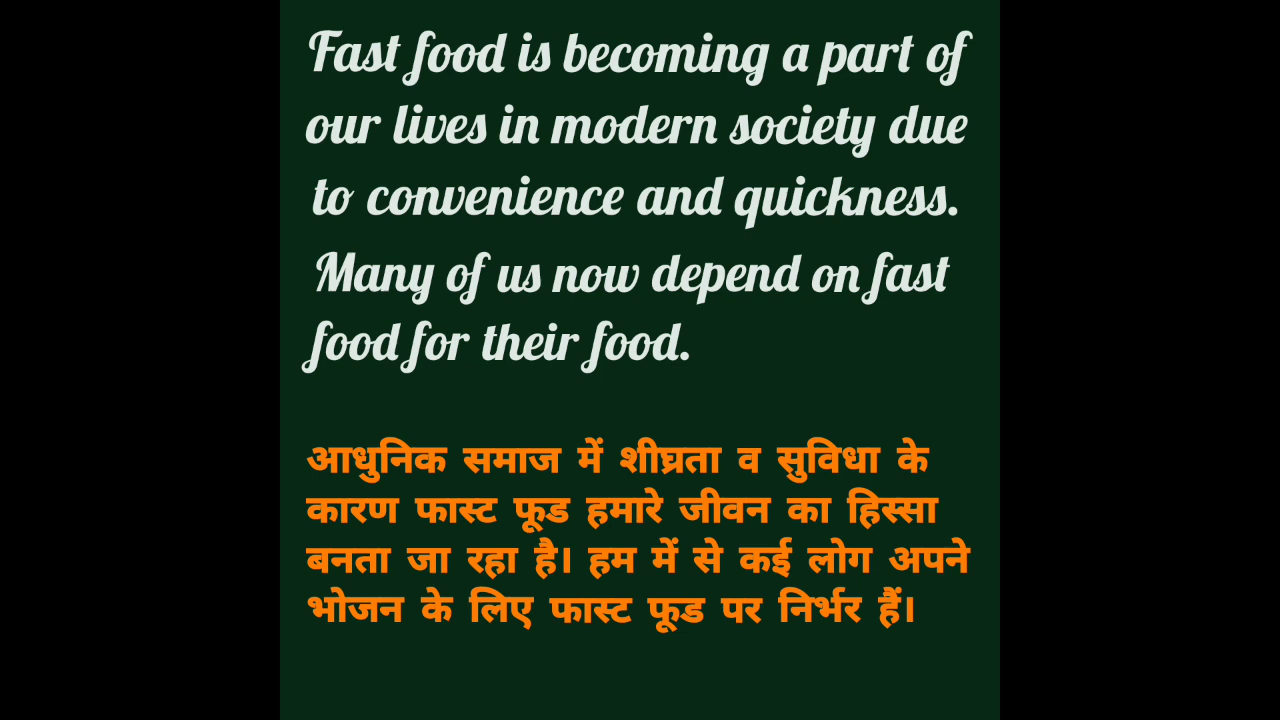 Fast food is becoming a part of
our lives in modern society due
to convenience and quickness.
Many of us now depend on fast
food for their food.
आधुनिक समाज में शीघ्रता व सुविधा के
कारण फास्ट फूड हमारे जीवन का हिस्सा
बनता जा रहा है। हम में से कई लोग अपने
भोजन के लिए फास्ट फूड पर निर्भर हैं।